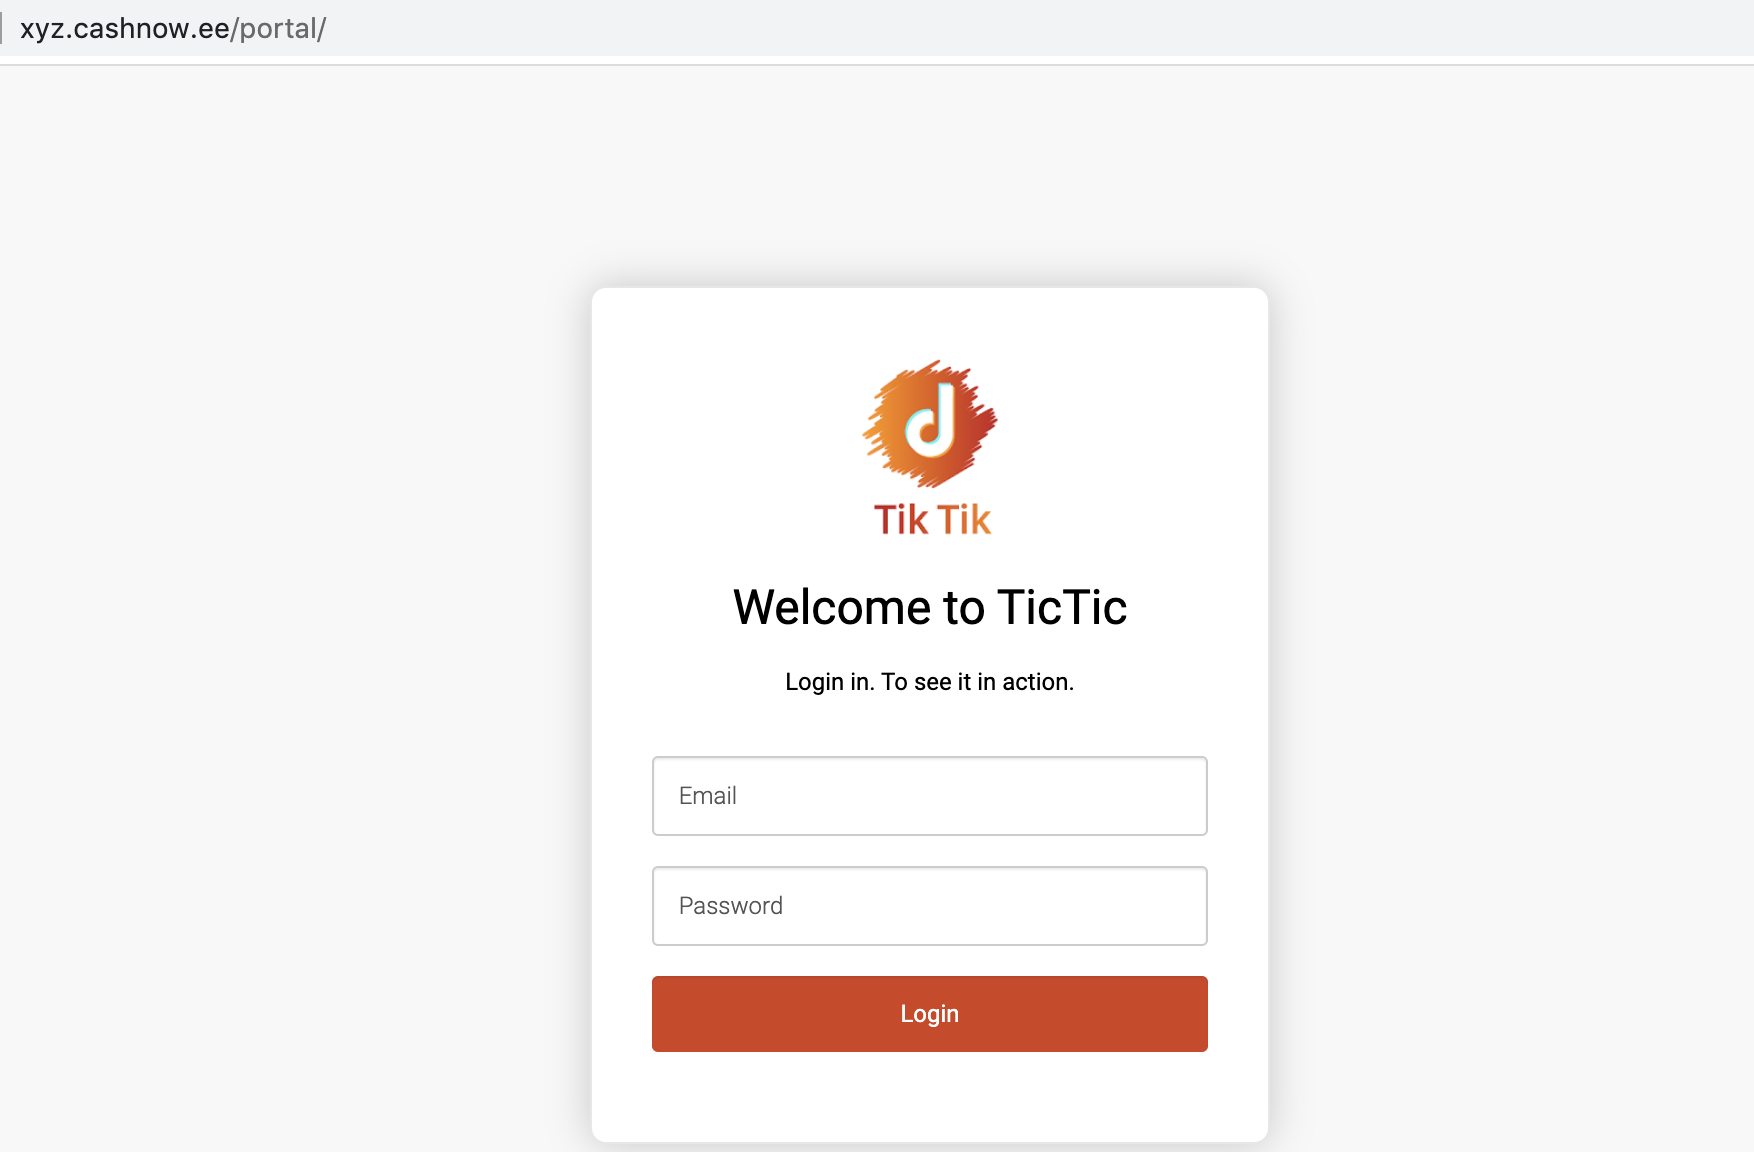 xyz.cashnow.ee/portal/
Tik Tik
Welcome to TicTic
Login in. To see it in action.
Email
Password
Login